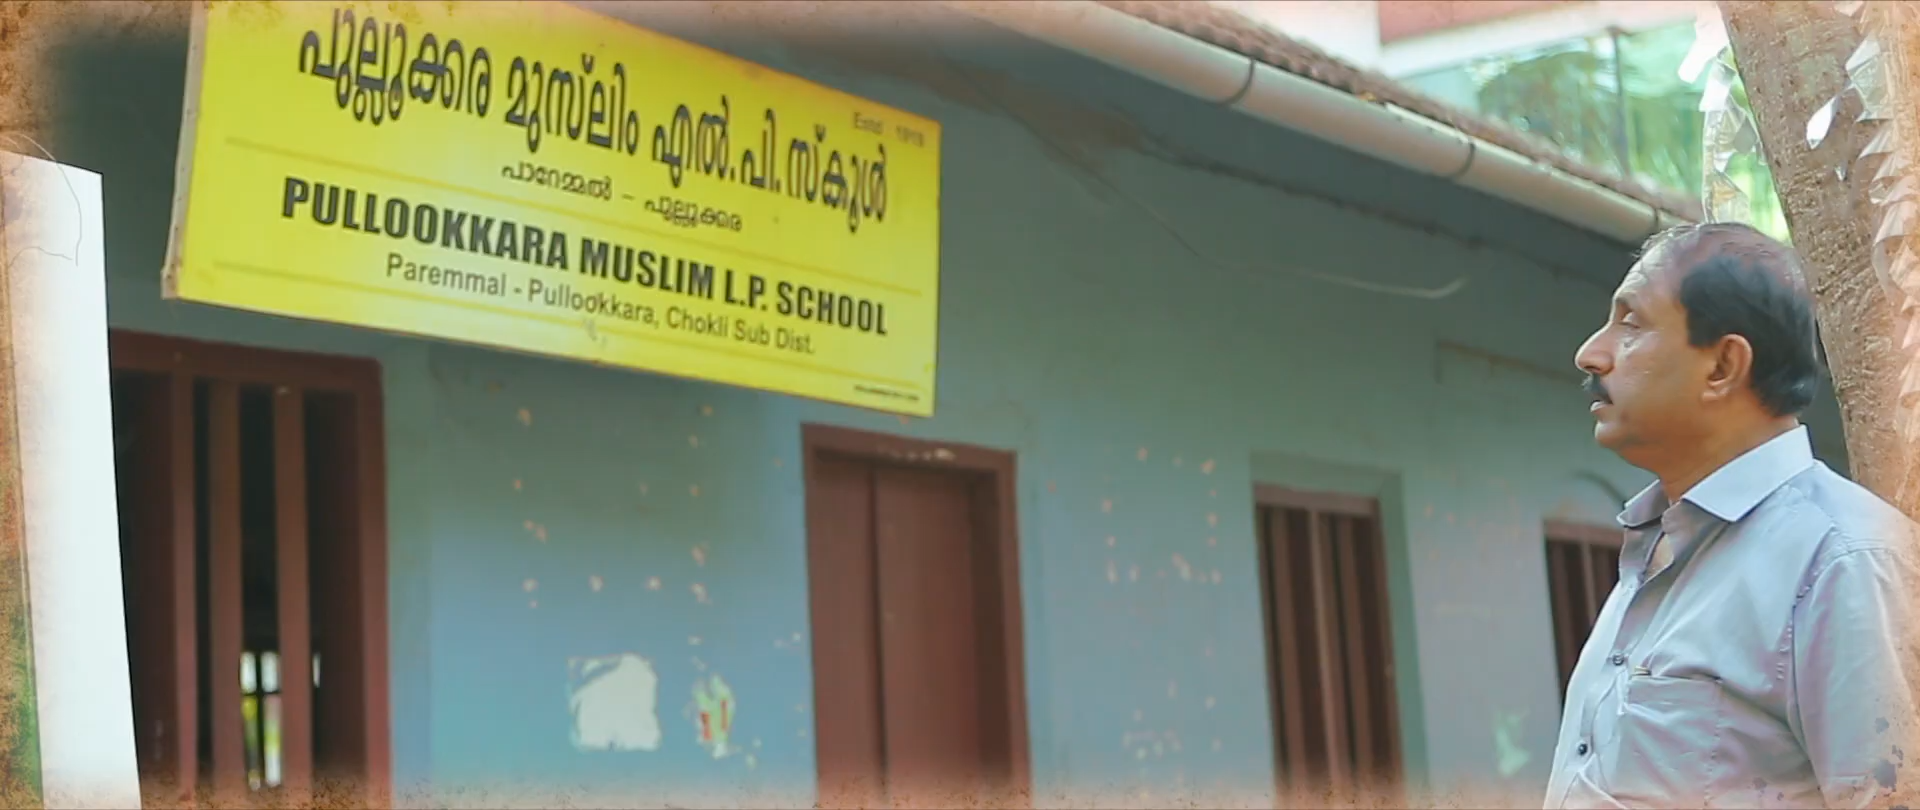 പുല്ലൂക്കര മുസ്‌ലിം എൽ.പി.സ്കൂൾ
പാറേമ്മൽ – പുല്ലൂക്കര
PULLOOKKARA MUSLIM L.P. SCHOOL
Paremmal - Pullookkara, Chokli Sub Dist.